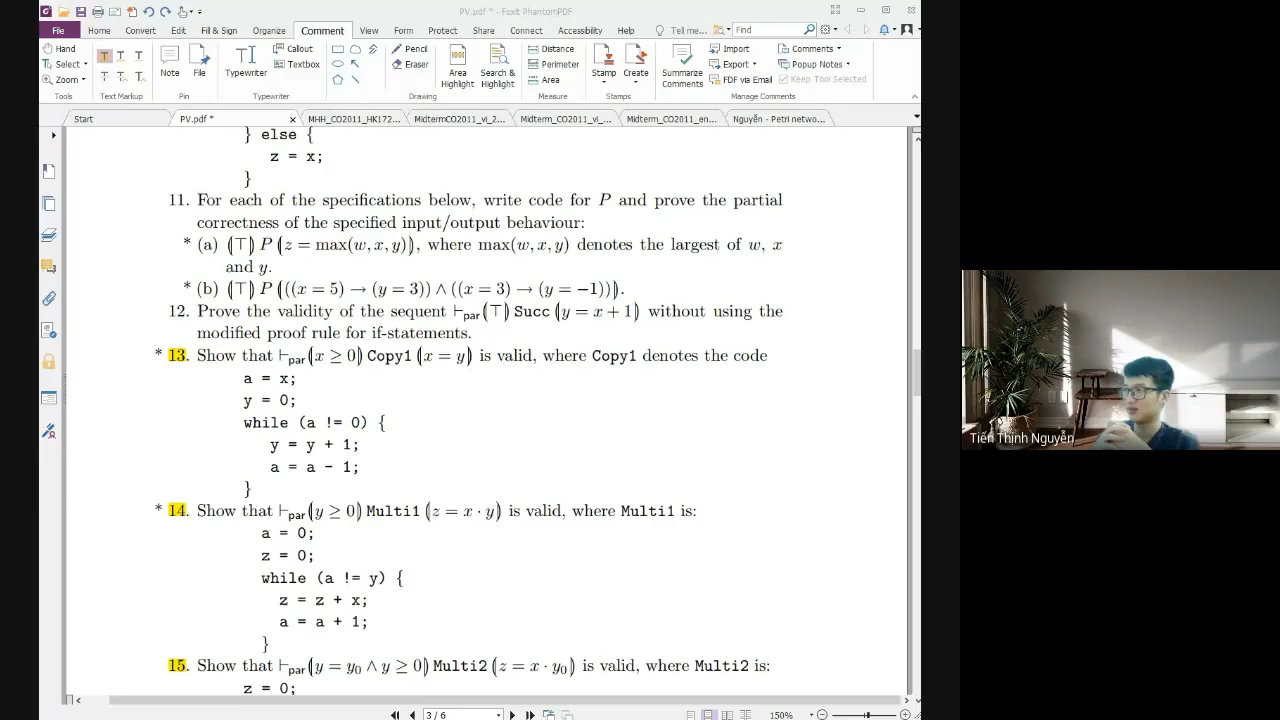 PV.pdf * - Foxit PhantomPDF
File Home Convert Edit Fill & Sign Organize Comment View Form Protect Share Connect Accessibility Help Tell me... Find
Hand
Select
Zoom
Tools
Text Markup
Note
File
Pin
Typewriter
Callout
Textbox
Typewriter
Pencil
Eraser
Area Highlight
Search & Highlight
Drawing
Distance
Perimeter
Area
Measure
Stamp
Create
Stamps
Summarize Comments
Import
Export
FDF via Email
Comments
Popup Notes
Keep Tool Selected
Manage Comments
Start PV.pdf * MHH_CO2011_HK172... MidtermCO2011_vi_2... Midterm_CO2011_vi_... Midterm_CO2011_en... Nguyễn - Petri netwo...
} else {
z = x;
}
11. For each of the specifications below, write code for P and prove the partial
correctness of the specified input/output behaviour:
* (a) ⦇⊤⦈ P ⦇z = max(w, x, y)⦈, where max(w, x, y) denotes the largest of w, x
and y.
* (b) ⦇⊤⦈ P ⦇((x = 5) → (y = 3)) ∧ ((x = 3) → (y = −1))⦈.
12. Prove the validity of the sequent ⊢par⦇⊤⦈ Succ ⦇y = x + 1⦈ without using the
modified proof rule for if-statements.
* 13. Show that ⊢par⦇x ≥ 0⦈ Copy1 ⦇x = y⦈ is valid, where Copy1 denotes the code
a = x;
y = 0;
while (a != 0) {
y = y + 1;
a = a - 1;
}
* 14. Show that ⊢par⦇y ≥ 0⦈ Multi1 ⦇z = x · y⦈ is valid, where Multi1 is:
a = 0;
z = 0;
while (a != y) {
z = z + x;
a = a + 1;
}
15. Show that ⊢par⦇y = y₀ ∧ y ≥ 0⦈ Multi2 ⦇z = x · y₀⦈ is valid, where Multi2 is:
z = 0;
3 / 6
150%
Tiến Thịnh Nguyễn